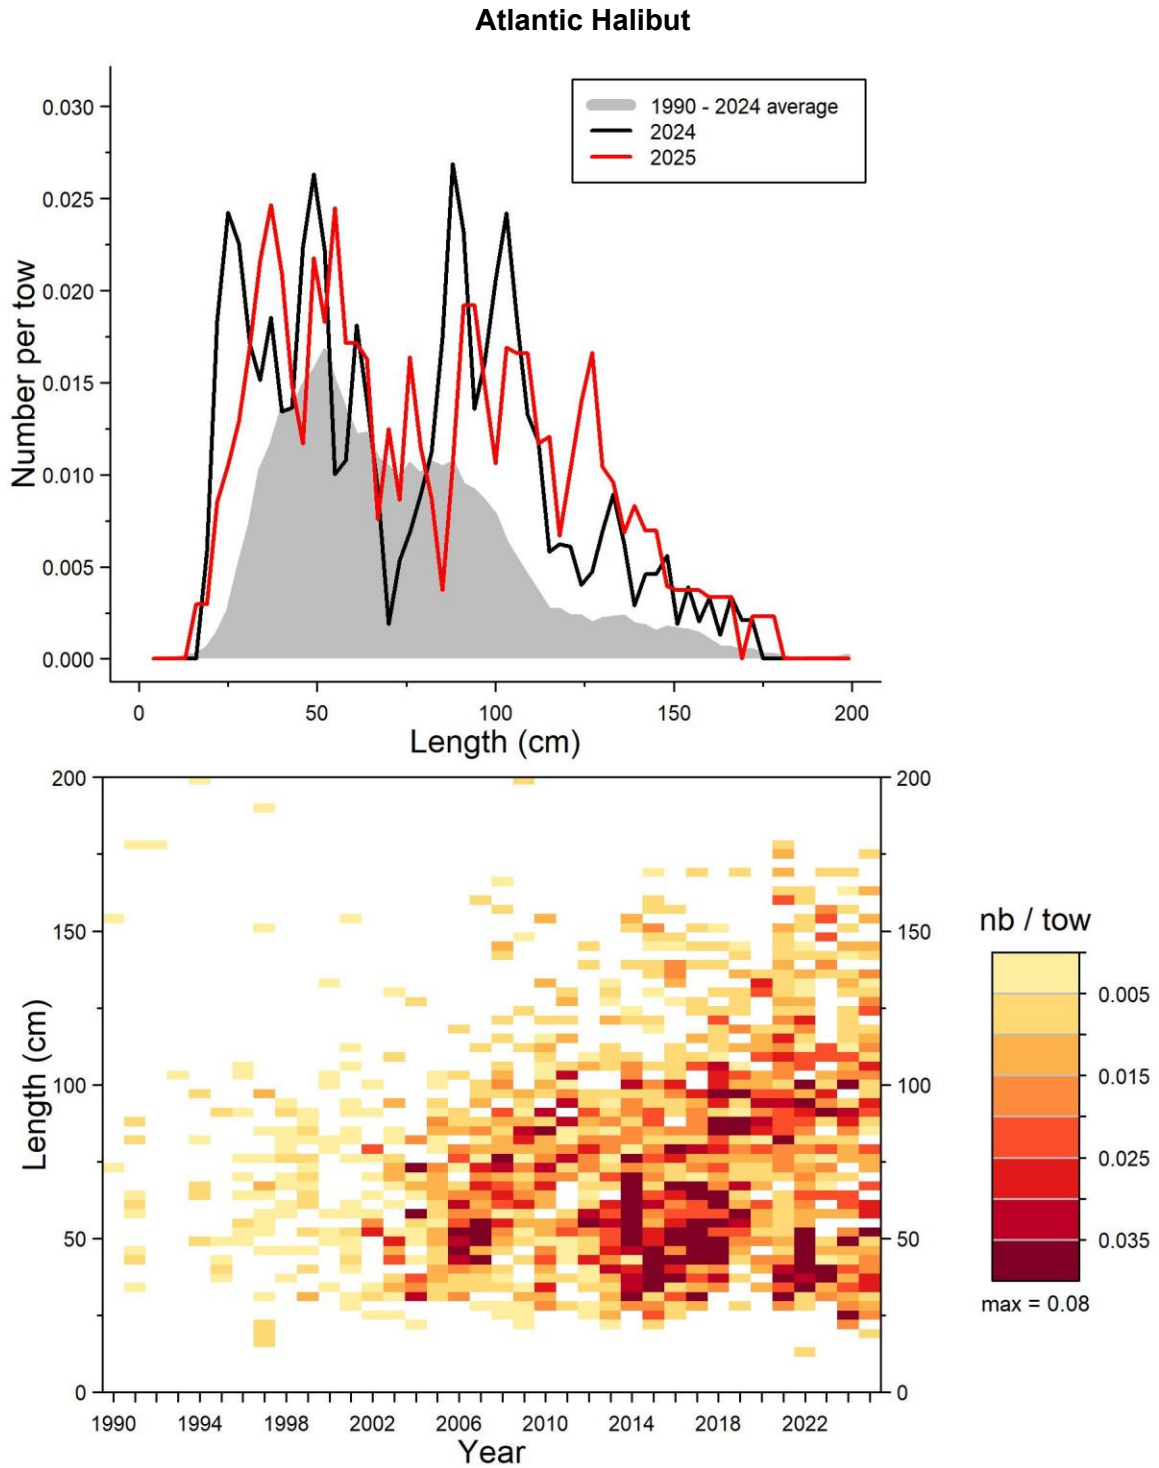 Atlantic Halibut
0.030
0.025
0.020
0.015
0.010
0.005
0.000
Number per tow
1990 - 2024 average
2024
2025
0 50 100 150 200
Length (cm)
200
150
100
50
0
Length (cm)
200
150
100
50
0
1990 1994 1998 2002 2006 2010 2014 2018 2022
Year
nb / tow
0.005
0.015
0.025
0.035
max = 0.08